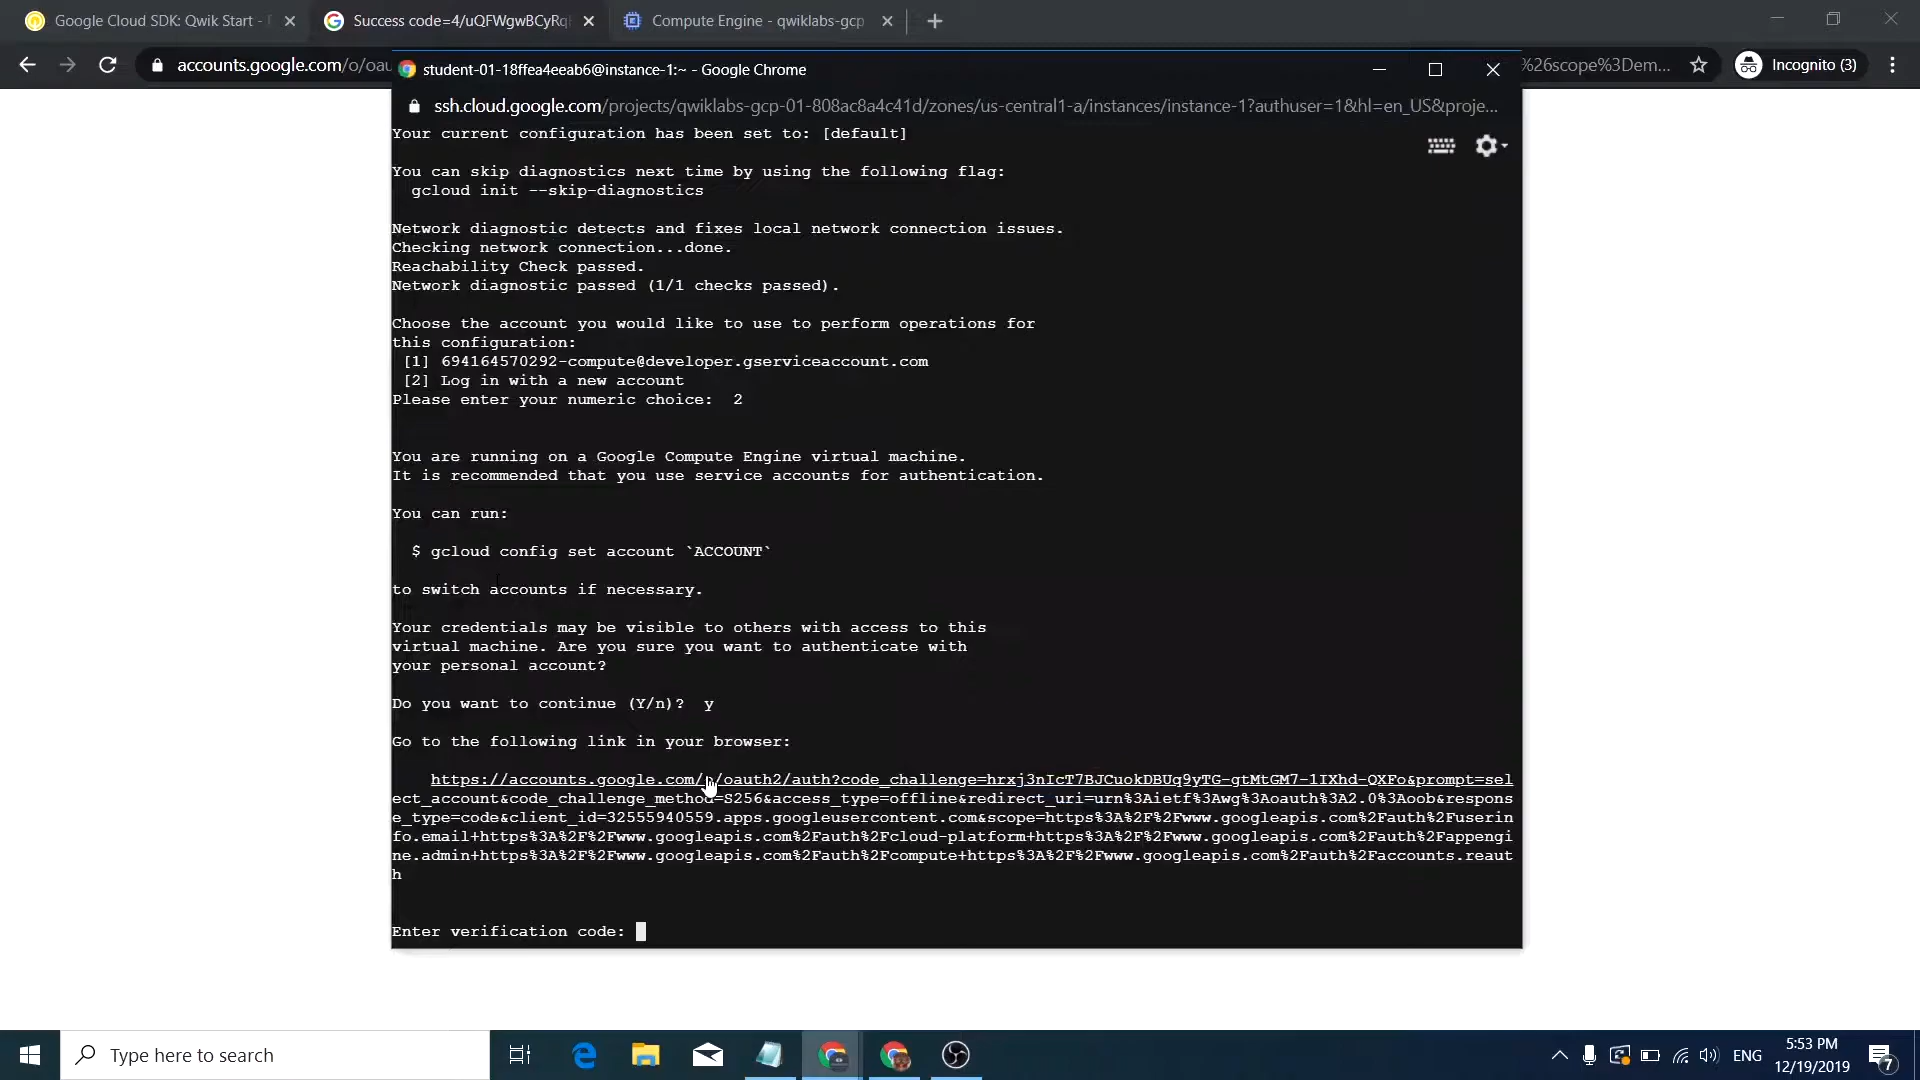 Google Cloud SDK: Qwik Start -
Success code=4/uQFWgwBCyRq
Compute Engine - qwiklabs-gcp
accounts.google.com/o/oau
%26scope%3Dem...
Incognito (3)
student-01-18ffea4eeab6@instance-1:~ - Google Chrome
ssh.cloud.google.com/projects/qwiklabs-gcp-01-808ac8a4c41d/zones/us-central1-a/instances/instance-1?authuser=1&hl=en_US&proje...
Your current configuration has been set to: [default]
You can skip diagnostics next time by using the following flag:
gcloud init --skip-diagnostics
Network diagnostic detects and fixes local network connection issues.
Checking network connection...done.
Reachability Check passed.
Network diagnostic passed (1/1 checks passed).
Choose the account you would like to use to perform operations for
this configuration:
[1] 694164570292-compute@developer.gserviceaccount.com
[2] Log in with a new account
Please enter your numeric choice:  2
You are running on a Google Compute Engine virtual machine.
It is recommended that you use service accounts for authentication.
You can run:
$ gcloud config set account `ACCOUNT`
to switch accounts if necessary.
Your credentials may be visible to others with access to this
virtual machine. Are you sure you want to authenticate with
your personal account?
Do you want to continue (Y/n)?  y
Go to the following link in your browser:
https://accounts.google.com/o/oauth2/auth?code_challenge=hrxj3nIcT7BJCuokDBUq9yTG-gtMtGM7-1IXhd-QXFo&prompt=sel
ect_account&code_challenge_method=S256&access_type=offline&redirect_uri=urn%3Aietf%3Awg%3Aoauth%3A2.0%3Aoob&respons
e_type=code&client_id=32555940559.apps.googleusercontent.com&scope=https%3A%2F%2Fwww.googleapis.com%2Fauth%2Fuserin
fo.email+https%3A%2F%2Fwww.googleapis.com%2Fauth%2Fcloud-platform+https%3A%2F%2Fwww.googleapis.com%2Fauth%2Fappengi
ne.admin+https%3A%2F%2Fwww.googleapis.com%2Fauth%2Fcompute+https%3A%2F%2Fwww.googleapis.com%2Fauth%2Faccounts.reaut
h
Enter verification code:
Type here to search
ENG
5:53 PM
12/19/2019
7